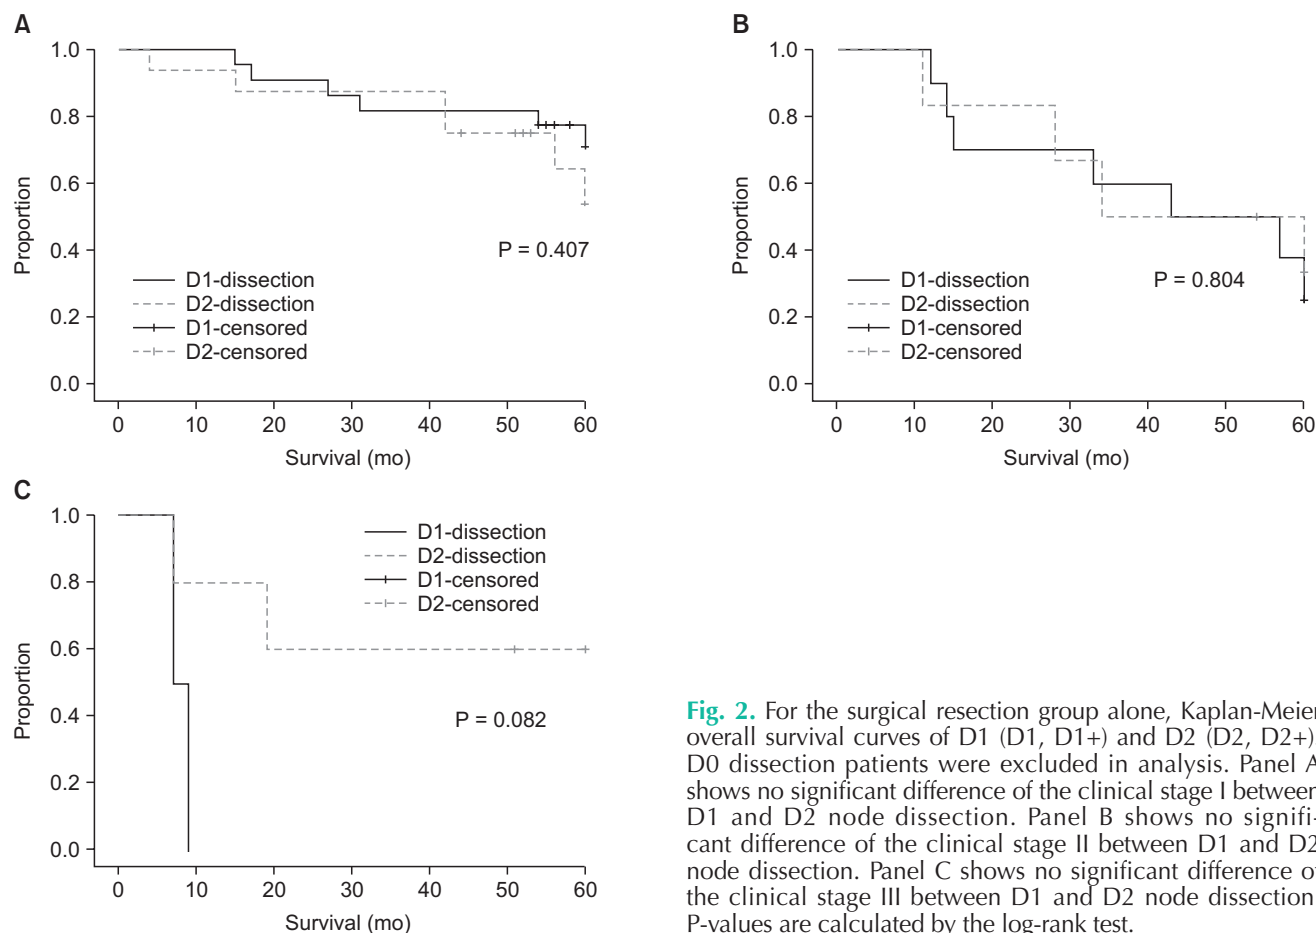 A
1.0
0.8
0.6
0.4
0.2
0.0
Proportion
P = 0.407
D1-dissection
D2-dissection
D1-censored
D2-censored
0 10 20 30 40 50 60
Survival (mo)
B
1.0
0.8
0.6
0.4
0.2
0.0
Proportion
P = 0.804
D1-dissection
D2-dissection
D1-censored
D2-censored
0 10 20 30 40 50 60
Survival (mo)
C
1.0
0.8
0.6
0.4
0.2
0.0
Proportion
D1-dissection
D2-dissection
D1-censored
D2-censored
P = 0.082
0 10 20 30 40 50 60
Survival (mo)
Fig. 2. For the surgical resection group alone, Kaplan-Meier
overall survival curves of D1 (D1, D1+) and D2 (D2, D2+)
D0 dissection patients were excluded in analysis. Panel A
shows no significant difference of the clinical stage I between
D1 and D2 node dissection. Panel B shows no signifi-
cant difference of the clinical stage II between D1 and D2
node dissection. Panel C shows no significant difference of
the clinical stage III between D1 and D2 node dissection
P-values are calculated by the log-rank test.